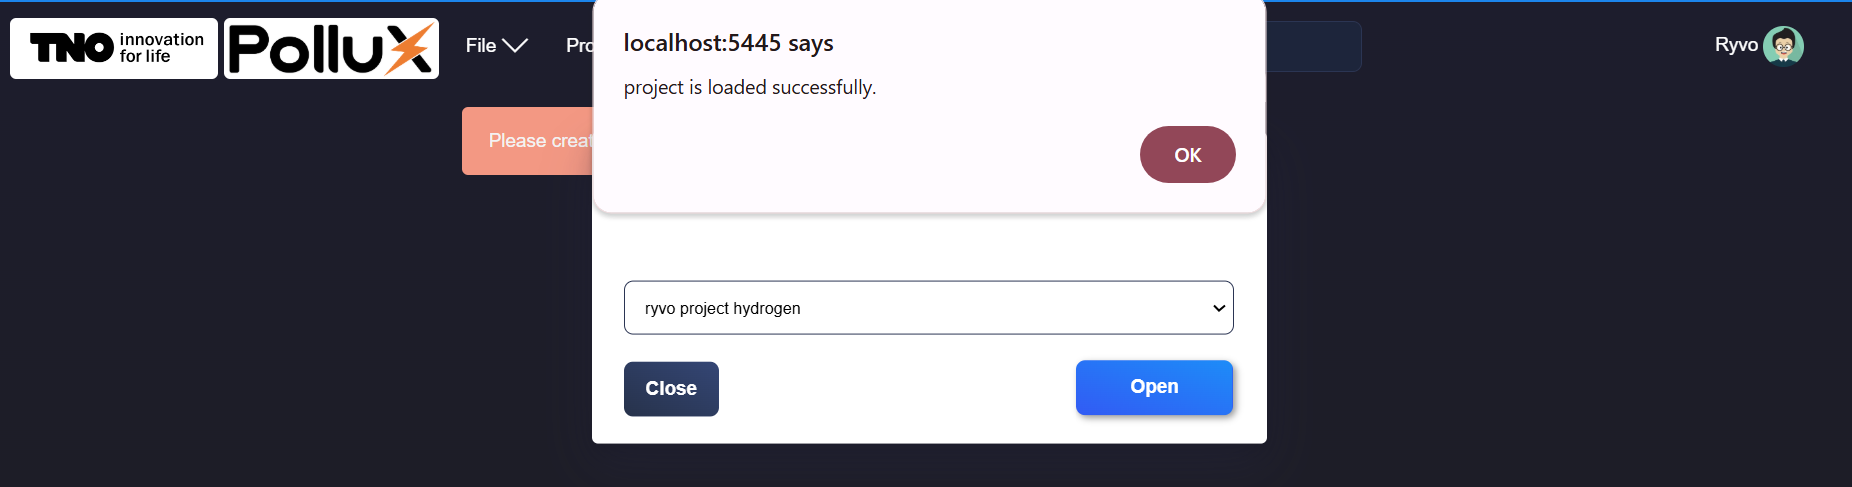 TNO innovation for life
Pollux
File
Pro
Ryvo
localhost:5445 says
project is loaded successfully.
OK
Please creat
ryvo project hydrogen
Close
Open